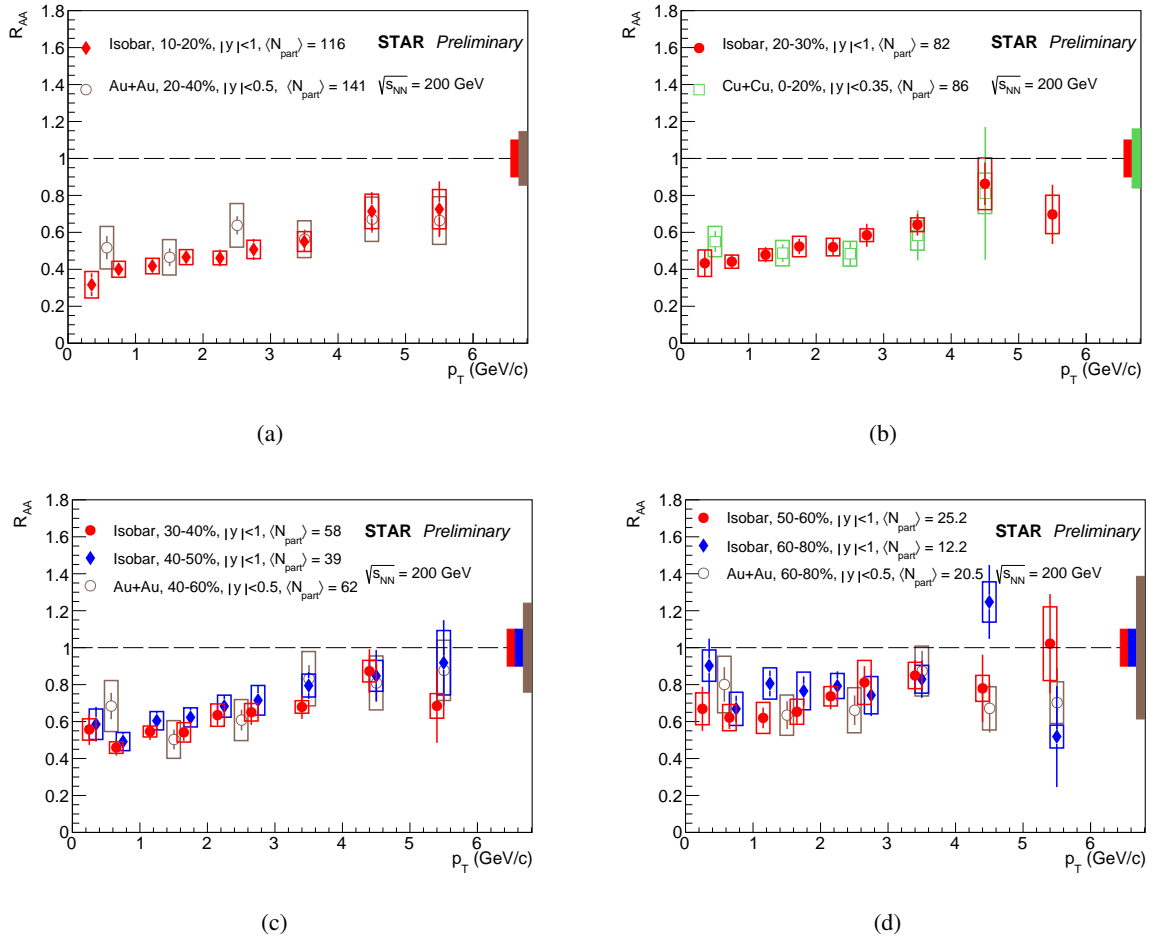 R_AA
1.8
1.6
1.4
1.2
1
0.8
0.6
0.4
0.2
0
Isobar, 10-20%, |y|<1, ⟨N_part⟩ = 116
STAR Preliminary
Au+Au, 20-40%, |y|<0.5, ⟨N_part⟩ = 141
√s_NN = 200 GeV
0 1 2 3 4 5 6
p_T (GeV/c)
(a)
R_AA
1.8
1.6
1.4
1.2
1
0.8
0.6
0.4
0.2
0
Isobar, 20-30%, |y|<1, ⟨N_part⟩ = 82
STAR Preliminary
Cu+Cu, 0-20%, |y|<0.35, ⟨N_part⟩ = 86
√s_NN = 200 GeV
0 1 2 3 4 5 6
p_T (GeV/c)
(b)
R_AA
1.8
1.6
1.4
1.2
1
0.8
0.6
0.4
0.2
0
Isobar, 30-40%, |y|<1, ⟨N_part⟩ = 58
STAR Preliminary
Isobar, 40-50%, |y|<1, ⟨N_part⟩ = 39
Au+Au, 40-60%, |y|<0.5, ⟨N_part⟩ = 62
√s_NN = 200 GeV
0 1 2 3 4 5 6
p_T (GeV/c)
(c)
R_AA
1.8
1.6
1.4
1.2
1
0.8
0.6
0.4
0.2
0
Isobar, 50-60%, |y|<1, ⟨N_part⟩ = 25.2
STAR Preliminary
Isobar, 60-80%, |y|<1, ⟨N_part⟩ = 12.2
Au+Au, 60-80%, |y|<0.5, ⟨N_part⟩ = 20.5
√s_NN = 200 GeV
0 1 2 3 4 5 6
p_T (GeV/c)
(d)